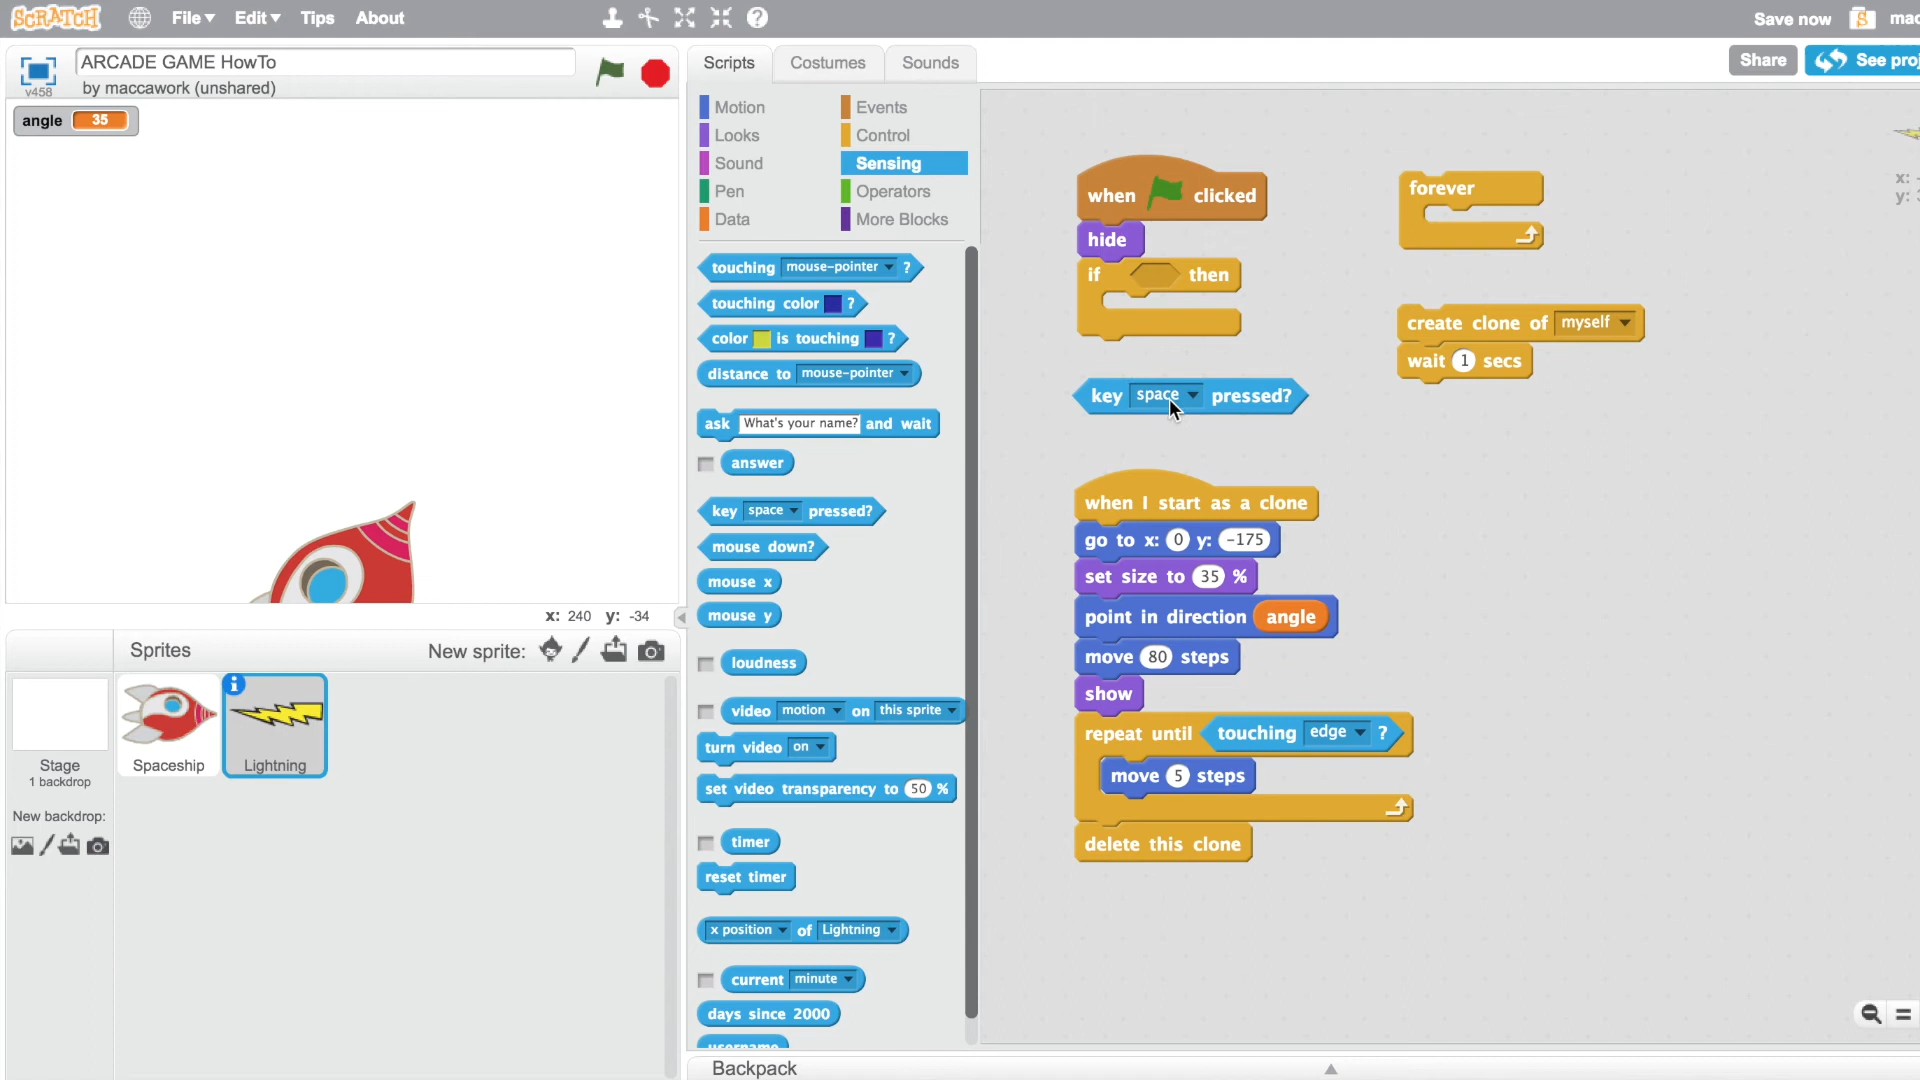 SCRATCH File Edit Tips About Save now mac
ARCADE GAME HowTo
by maccawork (unshared)
v458
Scripts Costumes Sounds
Share See proj
angle 35
Motion Events
Looks Control
Sound Sensing
Pen Operators
Data More Blocks
touching mouse-pointer ?
touching color ?
color is touching ?
distance to mouse-pointer
ask What's your name? and wait
answer
key space pressed?
mouse down?
mouse x
mouse y
loudness
video motion on this sprite
turn video on
set video transparency to 50 %
timer
reset timer
x position of Lightning
current minute
days since 2000
username
when clicked
hide
if then
key space pressed?
when I start as a clone
go to x: 0 y: -175
set size to 35 %
point in direction angle
move 80 steps
show
repeat until touching edge ?
move 5 steps
delete this clone
forever
create clone of myself
wait 1 secs
x: -
y:
x: 240 y: -34
Sprites New sprite:
Spaceship Lightning
Stage
1 backdrop
New backdrop:
Backpack